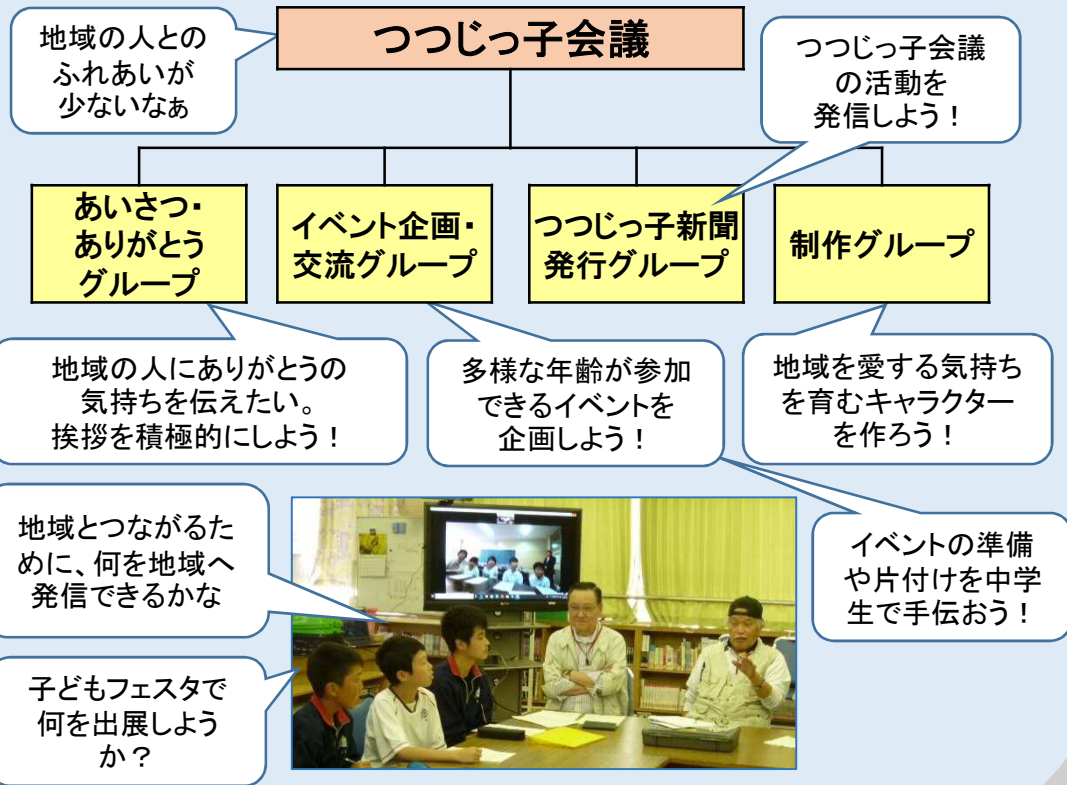 つつじっ子会議
地域の人との
ふれあいが
少ないなぁ
つつじっ子会議
の活動を
発信しよう！
あいさつ・
ありがとう
グループ
イベント企画・
交流グループ
つつじっ子新聞
発行グループ
制作グループ
地域の人にありがとうの
気持ちを伝えたい。
挨拶を積極的にしよう！
多様な年齢が参加
できるイベントを
企画しよう！
地域を愛する気持ち
を育むキャラクター
を作ろう！
地域とつながるた
めに、何を地域へ
発信できるかな
イベントの準備
や片付けを中学
生で手伝おう！
子どもフェスタで
何を出展しよう
か？